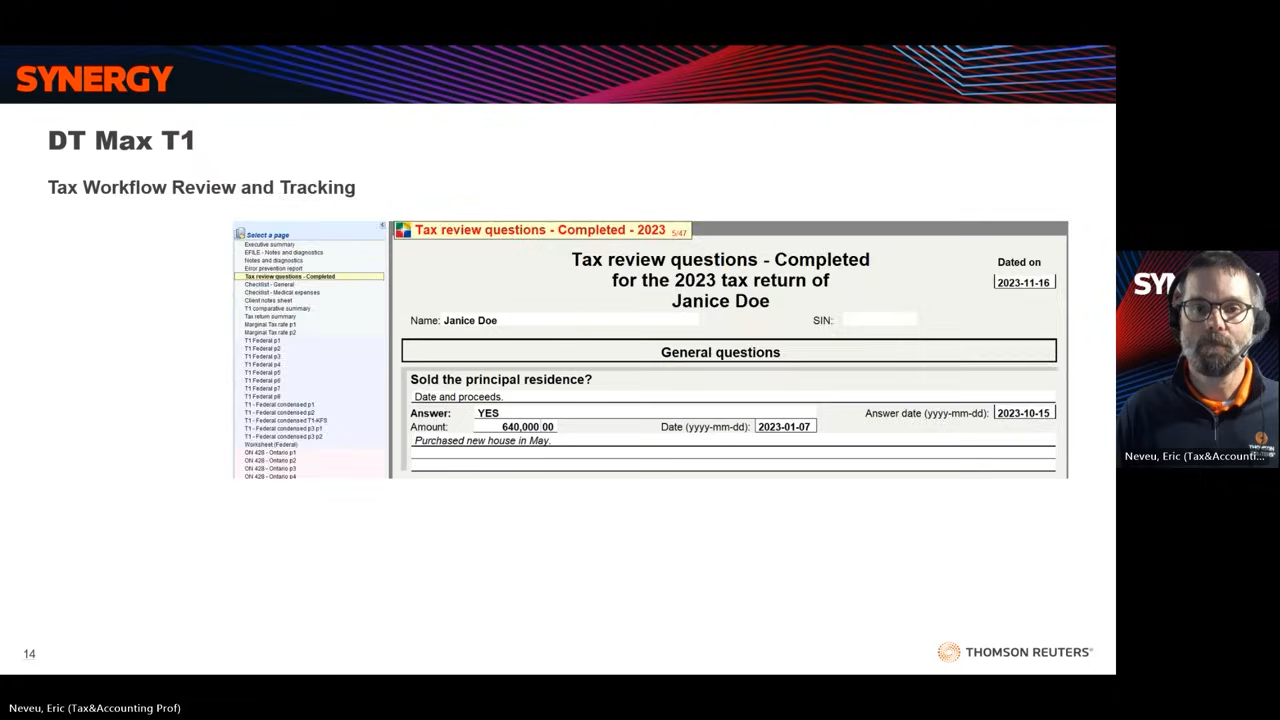 SYNERGY
DT Max T1
Tax Workflow Review and Tracking
Select a page
Executive summary
EFILE - Notes and diagnostics
Notes and diagnostics
Error prevention report
Tax review questions - Completed
Checklist - General
Checklist - Medical expenses
Client notes sheet
T1 comparative summary
Tax return summary
Marginal Tax rate p1
Marginal Tax rate p2
T1 Federal p1
T1 Federal p2
T1 Federal p3
T1 Federal p4
T1 Federal p5
T1 Federal p6
T1 Federal p7
T1 Federal p8
T1 - Federal condensed p1
T1 - Federal condensed p2
T1 - Federal condensed T1-KFS
T1 - Federal condensed p3 p1
T1 - Federal condensed p3 p2
Worksheet (Federal)
ON 428 - Ontario p1
ON 428 - Ontario p2
ON 428 - Ontario p3
ON 428 - Ontario p4
Tax review questions - Completed - 2023 5/47
Tax review questions - Completed
for the 2023 tax return of
Janice Doe
Dated on
2023-11-16
Name: Janice Doe SIN:
General questions
Sold the principal residence?
Date and proceeds.
Answer: YES Answer date (yyyy-mm-dd): 2023-10-15
Amount: 640,000 00 Date (yyyy-mm-dd): 2023-01-07
Purchased new house in May.
14
THOMSON REUTERS
SY
Neveu, Eric (Tax&Accounti...
Neveu, Eric (Tax&Accounting Prof)